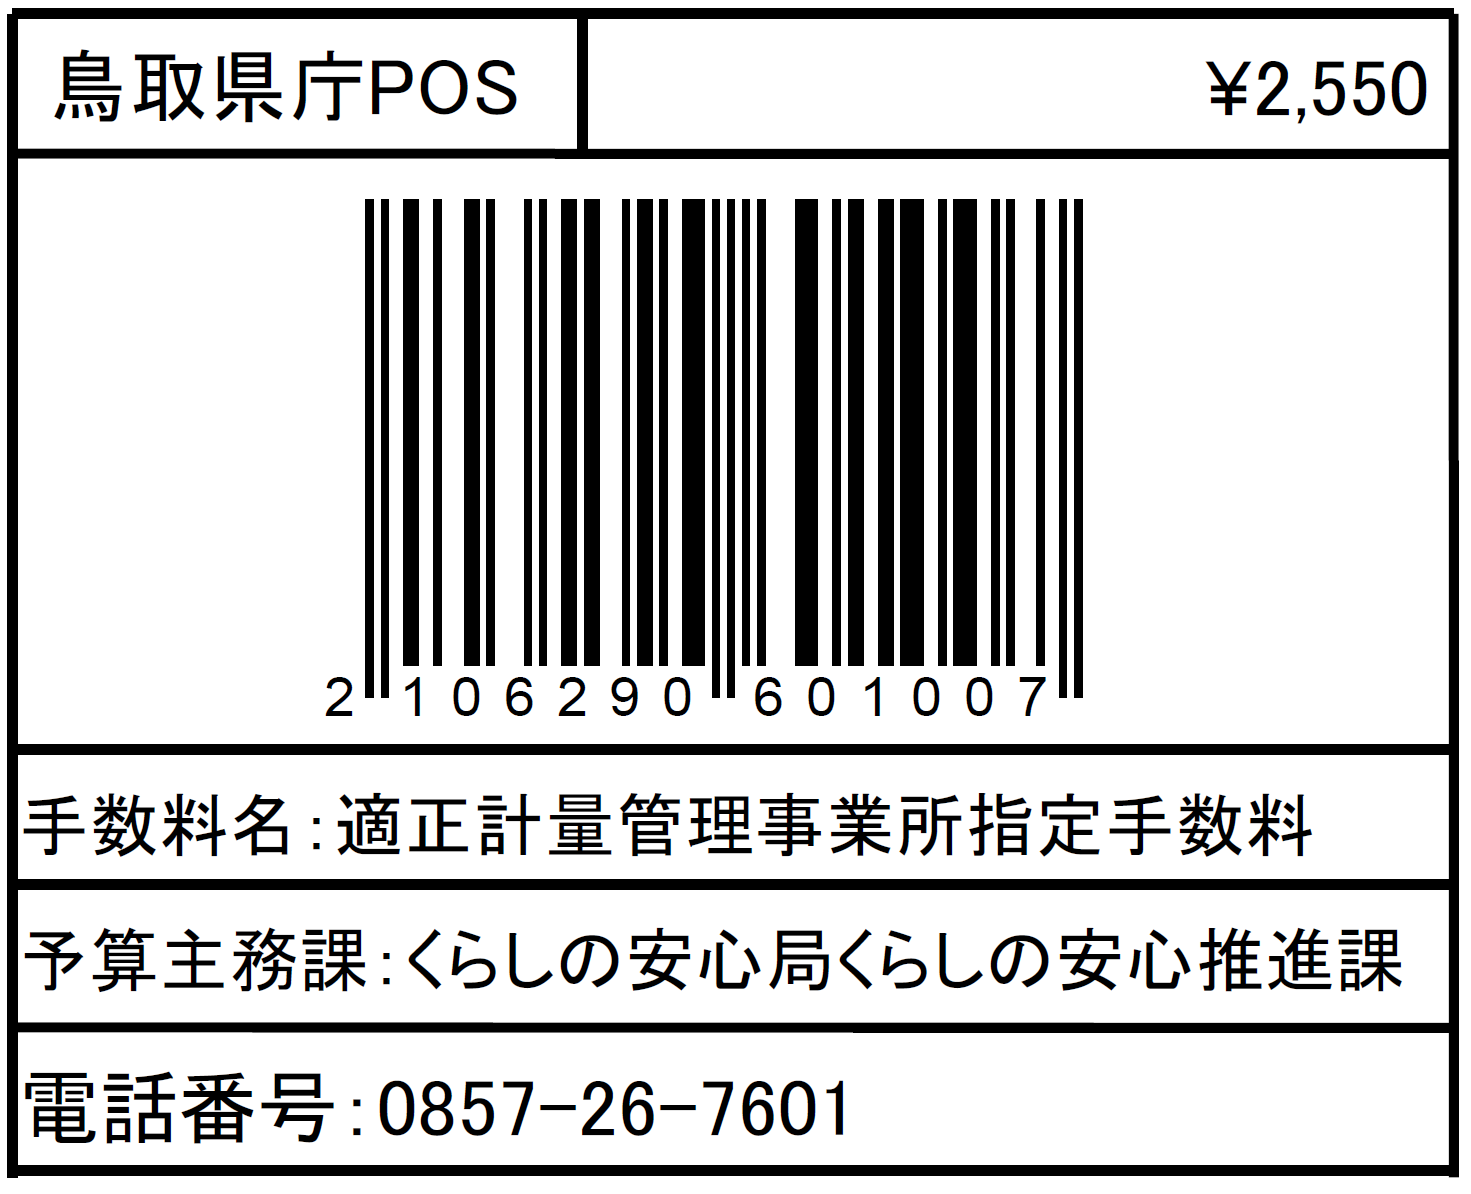 鳥取県庁POS
¥2,550
2 106290 601007
手数料名:適正計量管理事業所指定手数料
予算主務課:くらしの安心局くらしの安心推進課
電話番号:0857-26-7601